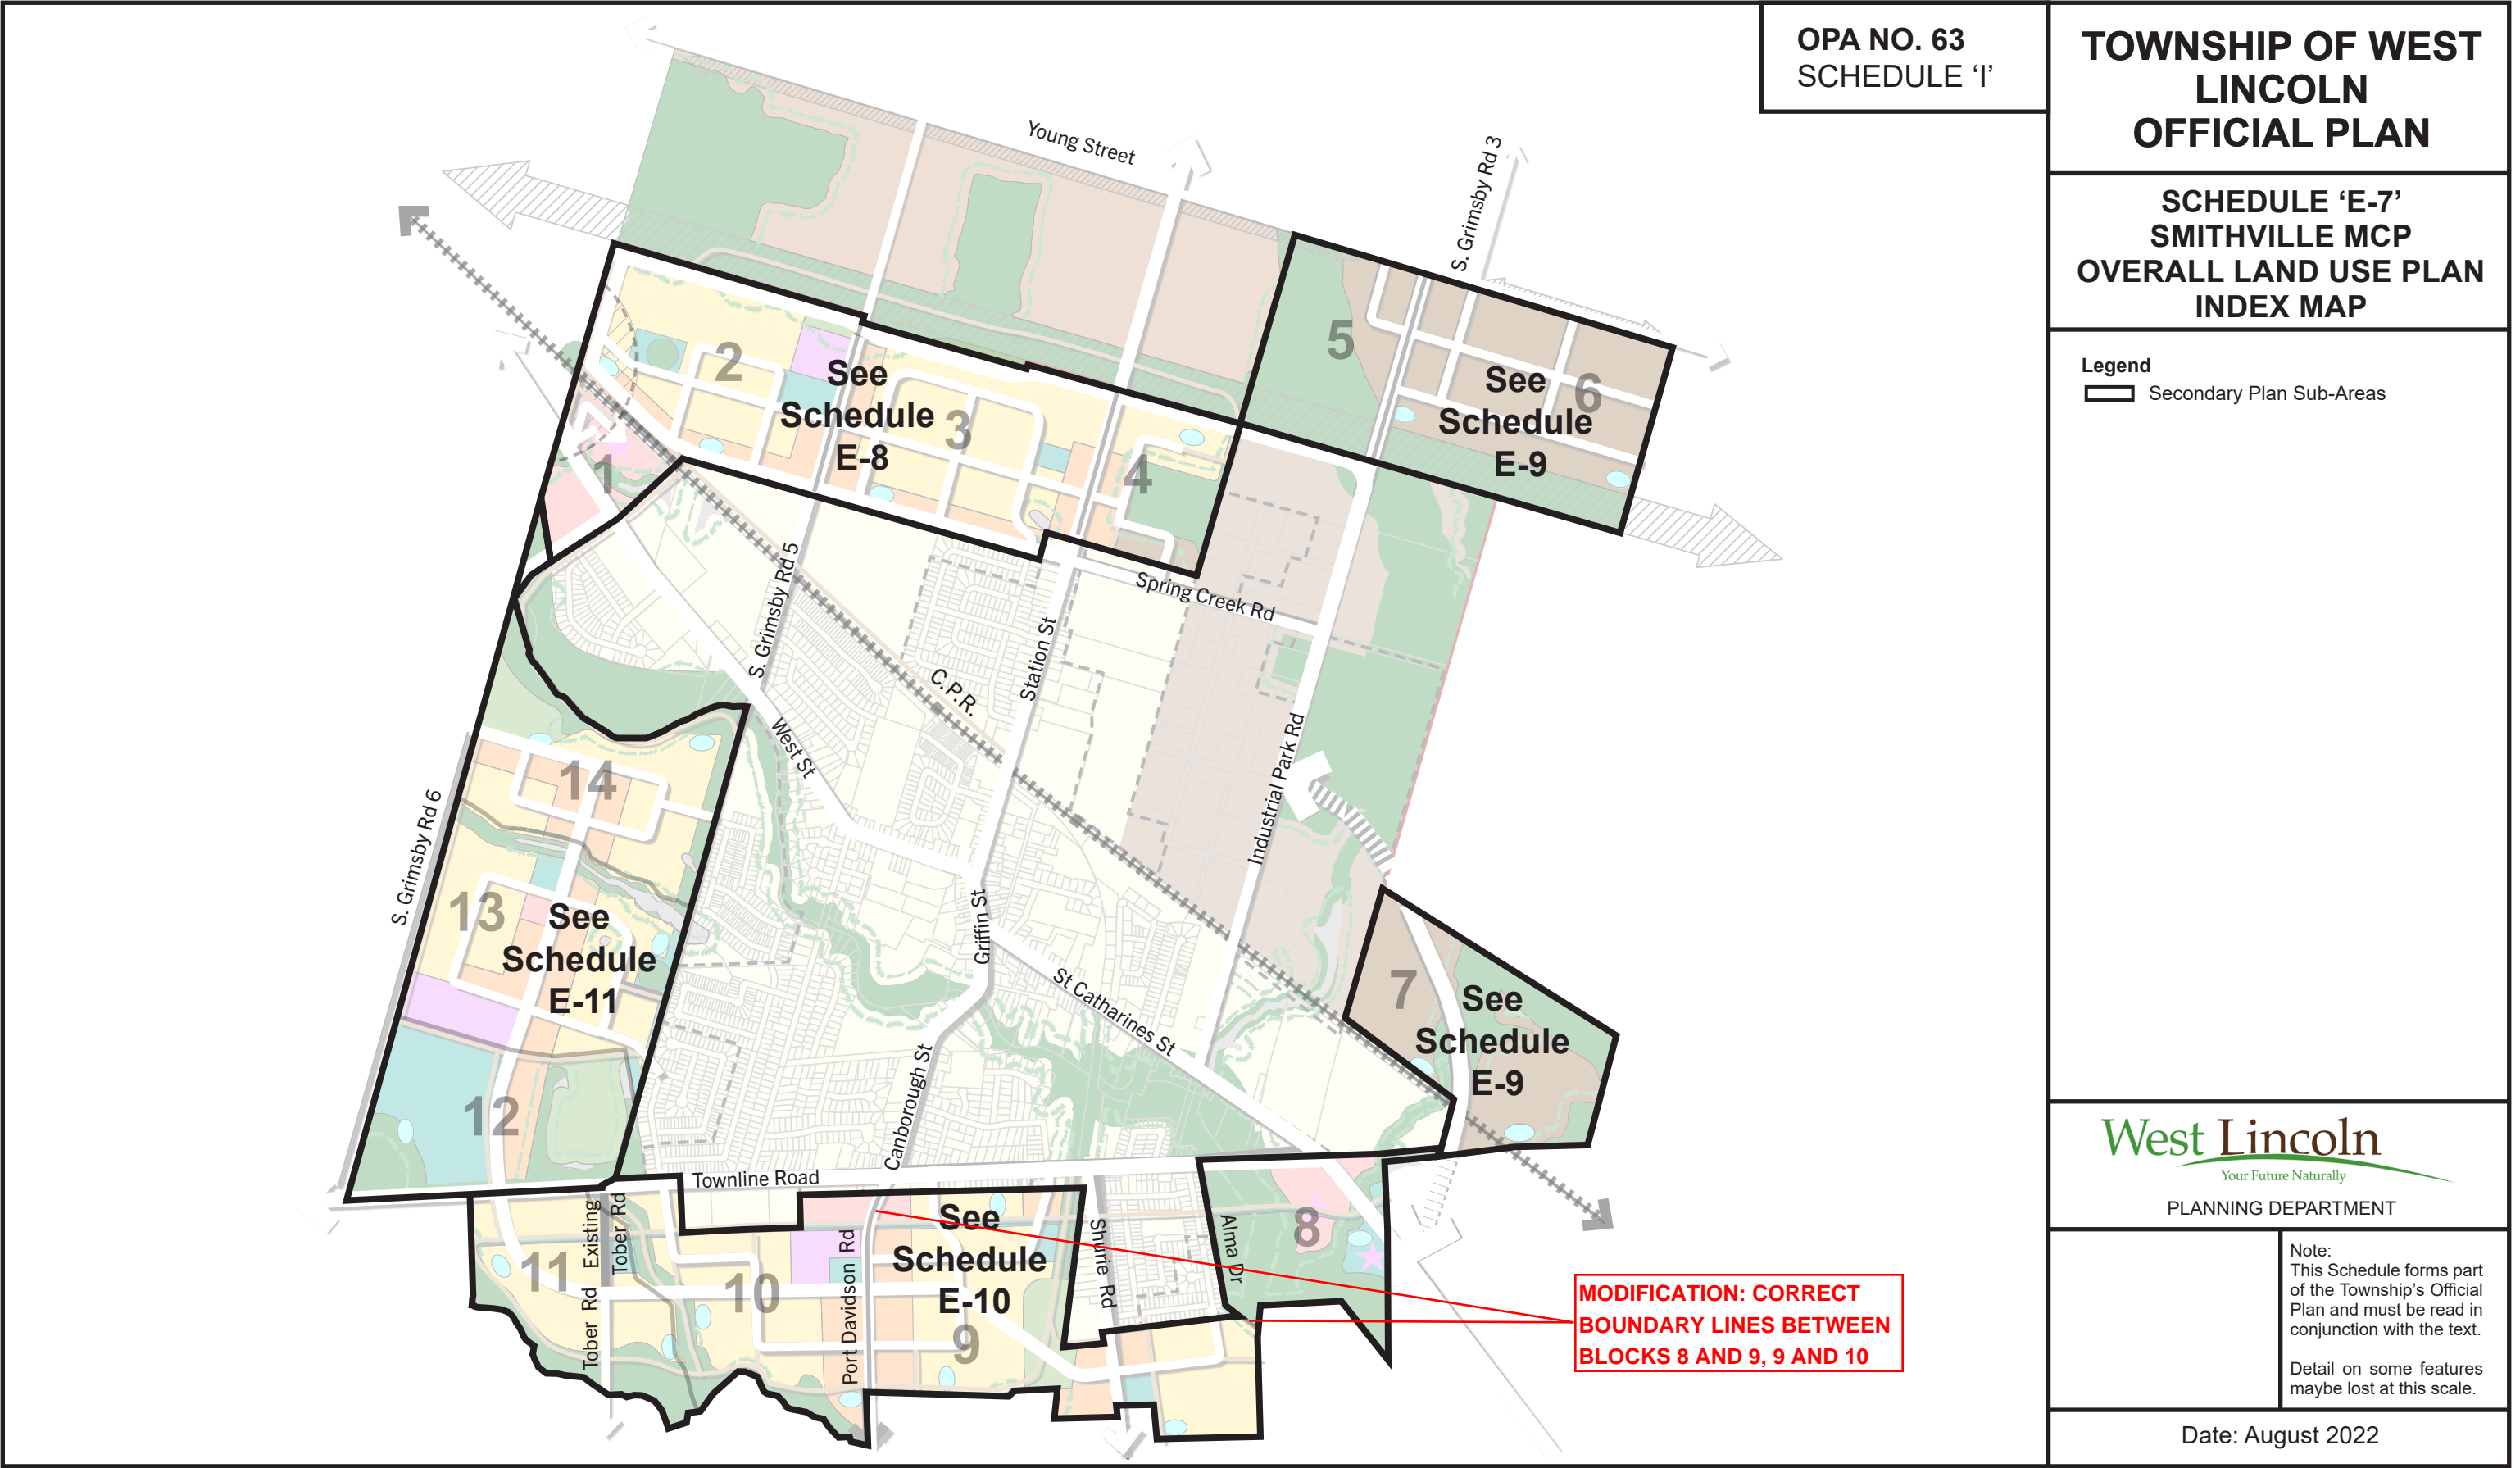 OPA NO. 63
SCHEDULE ‘I’
TOWNSHIP OF WEST
LINCOLN
OFFICIAL PLAN
SCHEDULE ‘E-7’
SMITHVILLE MCP
OVERALL LAND USE PLAN
INDEX MAP
Legend
Secondary Plan Sub-Areas
Young Street
S. Grimsby Rd 3
5
6
See
Schedule
E-9
2
See
Schedule
E-8
3
4
1
S. Grimsby Rd 5
Spring Creek Rd
Station St
C.P.R.
West St
Industrial Park Rd
S. Grimsby Rd 6
14
13
See
Schedule
E-11
12
Griffin St
St Catharines St
Canborough St
7
See
Schedule
E-9
Townline Road
Tober Rd Existing
Tober Rd
11
10
Port Davidson Rd
See
Schedule
E-10
9
Shurie Rd
Alma Dr
8
MODIFICATION: CORRECT
BOUNDARY LINES BETWEEN
BLOCKS 8 AND 9, 9 AND 10
West Lincoln
Your Future Naturally
PLANNING DEPARTMENT
Note:
This Schedule forms part
of the Township’s Official
Plan and must be read in
conjunction with the text.
Detail on some features
maybe lost at this scale.
Date: August 2022